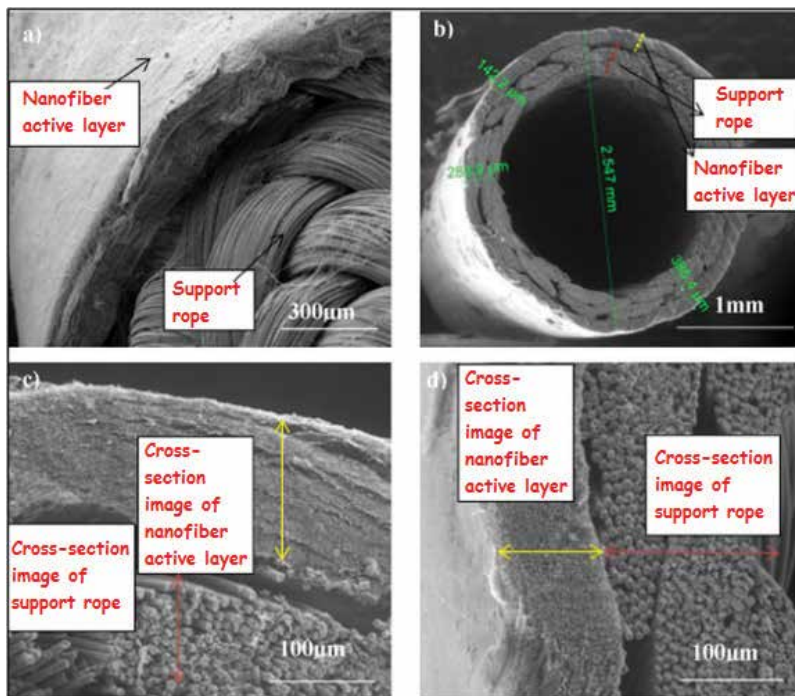 a)
Nanofiber
active layer
Support
rope
300µm
b)
2.547 mm
Support
rope
Nanofiber
active layer
1mm
c)
Cross-
section
image of
nanofiber
active layer
Cross-section
image of
support rope
100µm
d)
Cross-
section
image of
nanofiber
active layer
Cross-section
image of
support rope
100µm